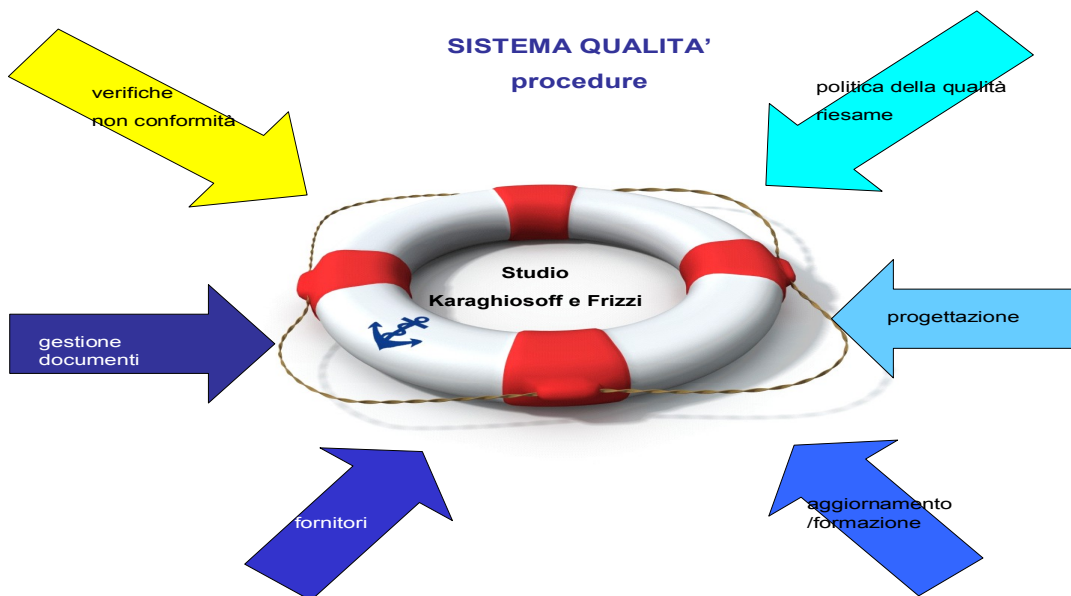 SISTEMA QUALITA’
procedure
verifiche
non conformità
politica della qualità
riesame
Studio
Karaghiosoff e Frizzi
gestione
documenti
progettazione
fornitori
aggiornamento
/formazione